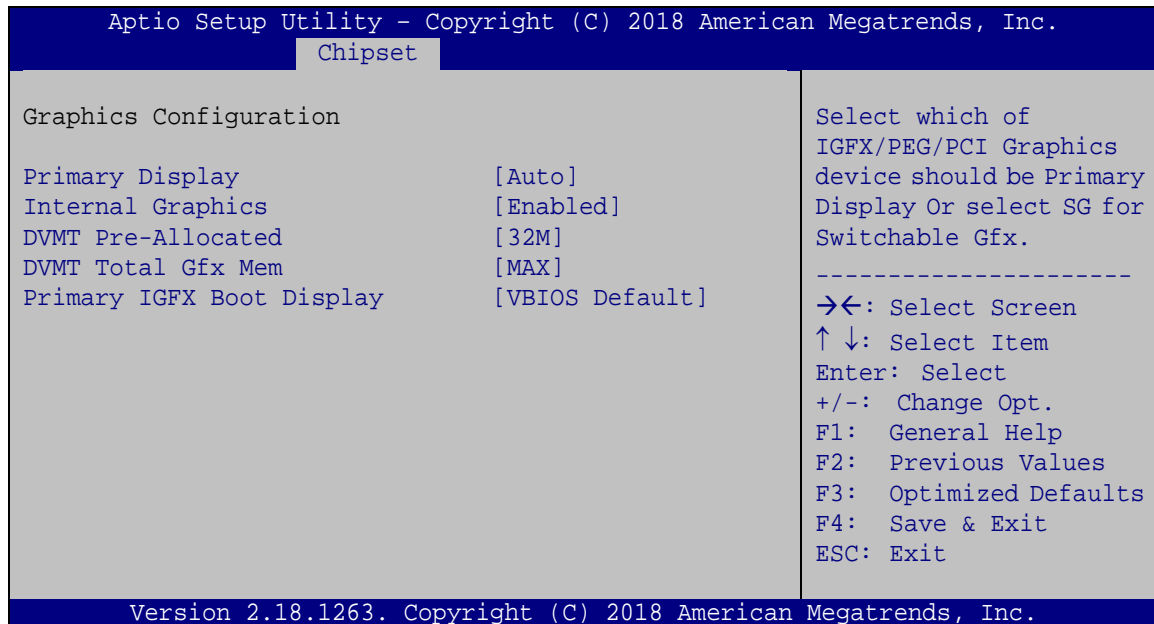 Aptio Setup Utility – Copyright (C) 2018 American Megatrends, Inc.
Chipset
Graphics Configuration
Primary Display [Auto]
Internal Graphics [Enabled]
DVMT Pre-Allocated [32M]
DVMT Total Gfx Mem [MAX]
Primary IGFX Boot Display [VBIOS Default]
Select which of
IGFX/PEG/PCI Graphics
device should be Primary
Display Or select SG for
Switchable Gfx.
----------------------
→←: Select Screen
↑ ↓: Select Item
Enter: Select
+/-: Change Opt.
F1: General Help
F2: Previous Values
F3: Optimized Defaults
F4: Save & Exit
ESC: Exit
Version 2.18.1263. Copyright (C) 2018 American Megatrends, Inc.